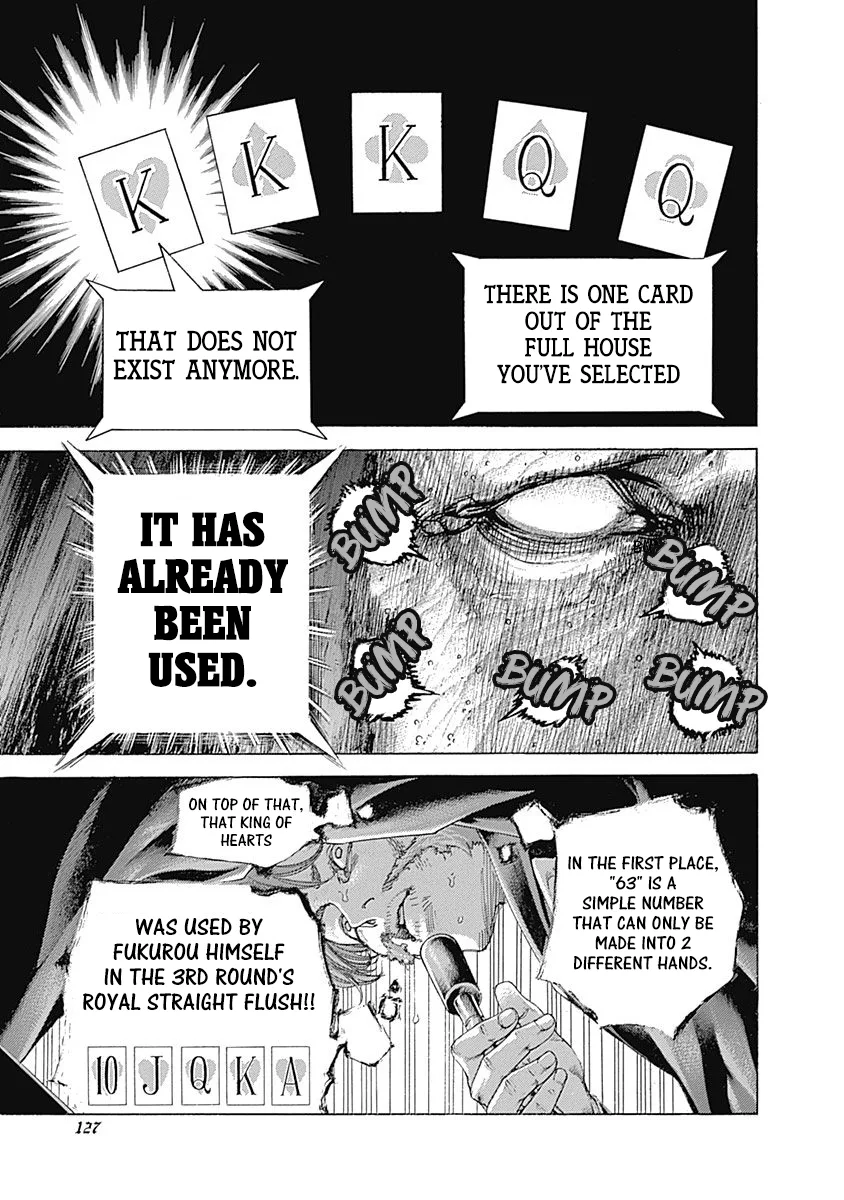 THERE IS ONE CARD
OUT OF THE
FULL HOUSE
YOU'VE SELECTED
K
K
K
Q
Q
THAT DOES NOT
EXIST ANYMORE.
BUMP
BUMP
BUMP
BUMP
BUMP
IT HAS
ALREADY
BEEN
USED.
IN THE FIRST PLACE,
"63" IS A
SIMPLE NUMBER
THAT CAN ONLY BE
MADE INTO 2
DIFFERENT HANDS.
ON TOP OF THAT,
THAT KING OF
HEARTS
WAS USED BY
FUKUROU HIMSELF
IN THE 3RD ROUND'S
ROYAL STRAIGHT FLUSH!!
10 J Q K A
127